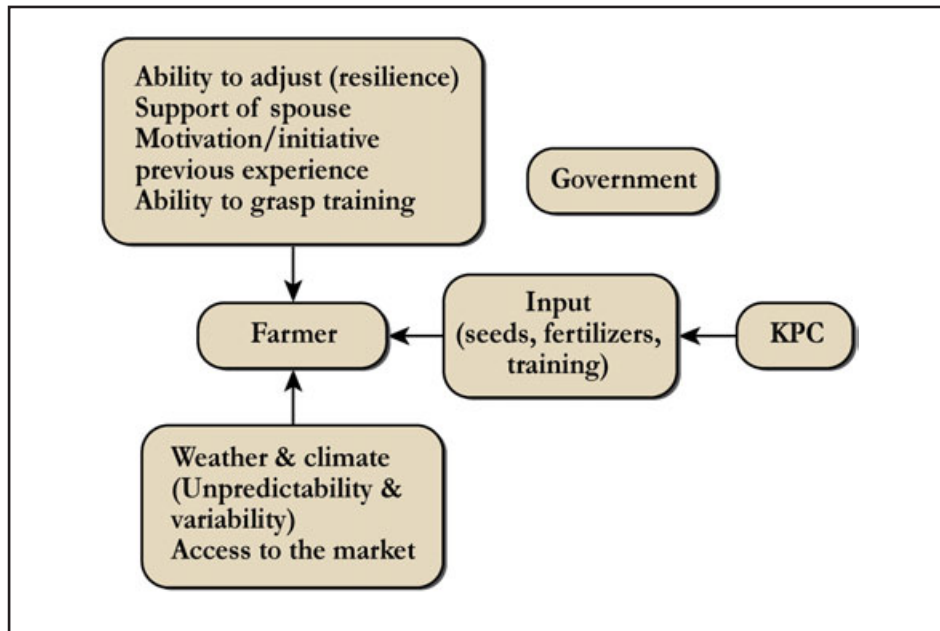 Ability to adjust (resilience)
Support of spouse
Motivation/initiative
previous experience
Ability to grasp training
Government
Farmer
Input
(seeds, fertilizers,
training)
KPC
Weather & climate
(Unpredictability &
variability)
Access to the market